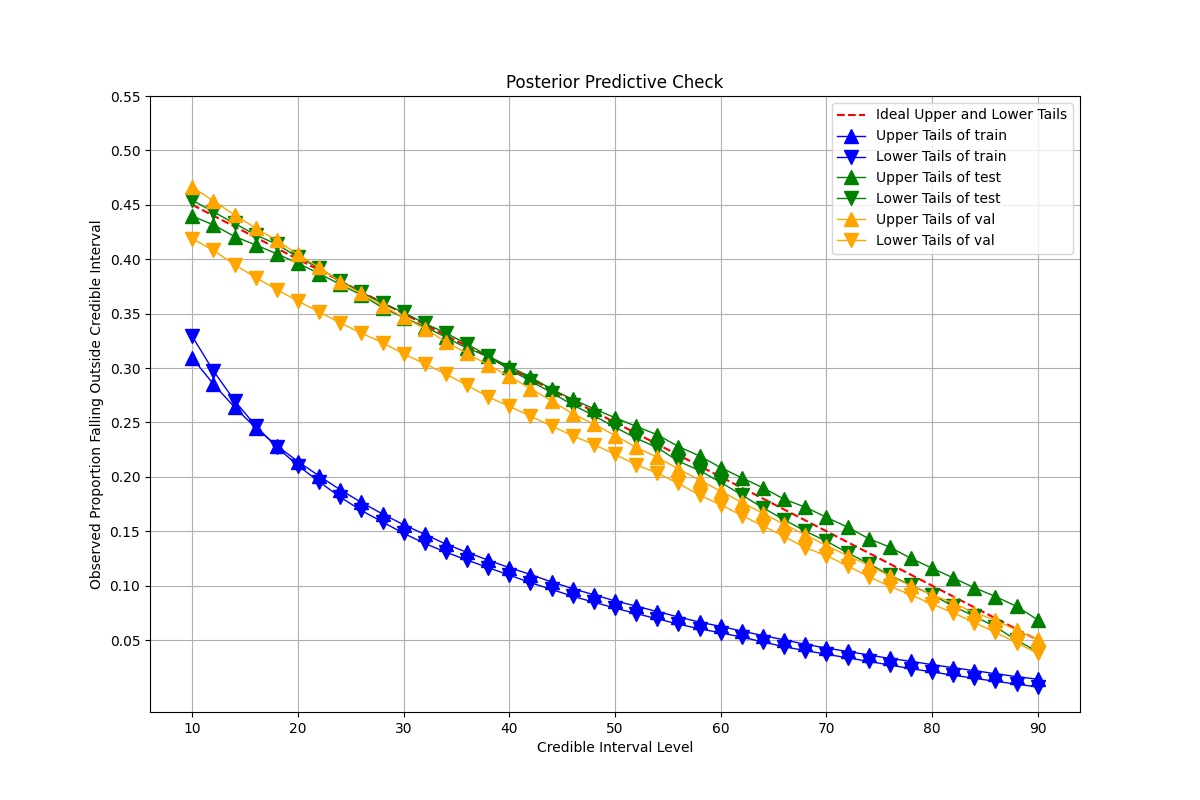 Posterior Predictive Check
Observed Proportion Falling Outside Credible Interval
0.55
0.50
0.45
0.40
0.35
0.30
0.25
0.20
0.15
0.10
0.05
Ideal Upper and Lower Tails
Upper Tails of train
Lower Tails of train
Upper Tails of test
Lower Tails of test
Upper Tails of val
Lower Tails of val
10 20 30 40 50 60 70 80 90
Credible Interval Level